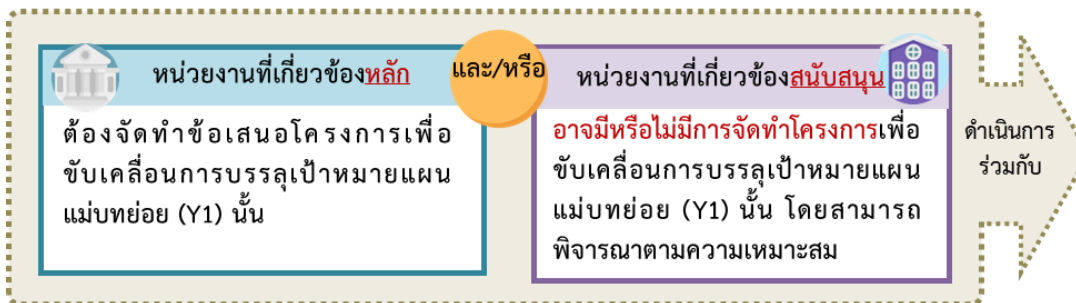 หน่วยงานที่เกี่ยวข้องหลัก
ต้องจัดทำข้อเสนอโครงการเพื่อ
ขับเคลื่อนการบรรลุเป้าหมายแผน
แม่บทย่อย (Y1) นั้น
และ/หรือ
หน่วยงานที่เกี่ยวข้องสนับสนุน
อาจมีหรือไม่มีการจัดทำโครงการเพื่อ
ขับเคลื่อนการบรรลุเป้าหมายแผน
แม่บทย่อย (Y1) นั้น โดยสามารถ
พิจารณาตามความเหมาะสม
ดำเนินการ
ร่วมกับ